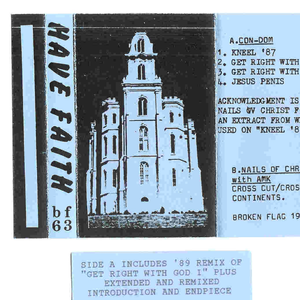 HAVE FAITH
bf
63
A.CON-DOM
1. KNEEL '87
2. GET RIGHT WITH
3. GET RIGHT WITH
4. JESUS PENIS
ACKNOWLEDGMENT IS
NAILS OV CHRIST F
AN EXTRACT FROM W
USED ON "KNEEL '8
B.NAILS OF CHR
with AMK
CROSS CUT/CROS
CONTINENTS.
BROKEN FLAG 19
SIDE A INCLUDES '89 REMIX OF
"GET RIGHT WITH GOD I" PLUS
EXTENDED AND REMIXED
INTRODUCTION AND ENDPIECE